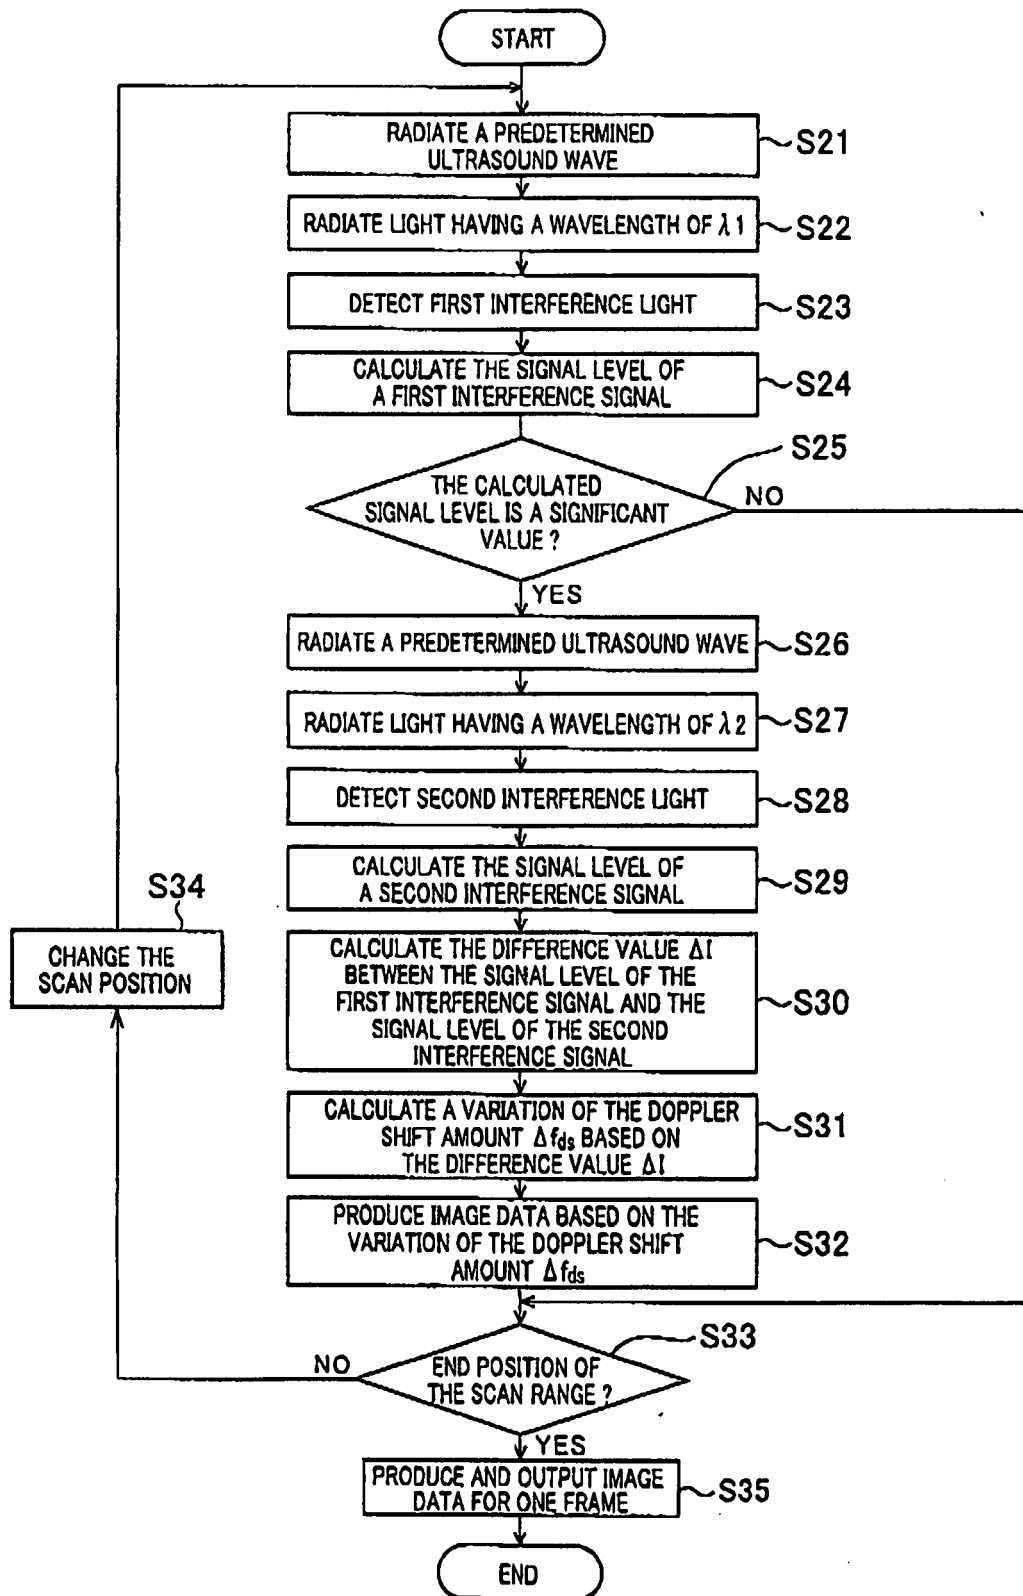 START
RADIATE A PREDETERMINED
ULTRASOUND WAVE
S21
RADIATE LIGHT HAVING A WAVELENGTH OF λ1
S22
DETECT FIRST INTERFERENCE LIGHT
S23
CALCULATE THE SIGNAL LEVEL OF
A FIRST INTERFERENCE SIGNAL
S24
S25
THE CALCULATED
SIGNAL LEVEL IS A SIGNIFICANT
VALUE ?
NO
YES
RADIATE A PREDETERMINED ULTRASOUND WAVE
S26
RADIATE LIGHT HAVING A WAVELENGTH OF λ2
S27
DETECT SECOND INTERFERENCE LIGHT
S28
CALCULATE THE SIGNAL LEVEL OF
A SECOND INTERFERENCE SIGNAL
S29
S34
CHANGE THE
SCAN POSITION
CALCULATE THE DIFFERENCE VALUE ΔI
BETWEEN THE SIGNAL LEVEL OF THE
FIRST INTERFERENCE SIGNAL AND THE
SIGNAL LEVEL OF THE SECOND
INTERFERENCE SIGNAL
S30
CALCULATE A VARIATION OF THE DOPPLER
SHIFT AMOUNT Δfds BASED ON
THE DIFFERENCE VALUE ΔI
S31
PRODUCE IMAGE DATA BASED ON THE
VARIATION OF THE DOPPLER SHIFT
AMOUNT Δfds
S32
S33
END POSITION OF
THE SCAN RANGE ?
NO
YES
PRODUCE AND OUTPUT IMAGE
DATA FOR ONE FRAME
S35
END